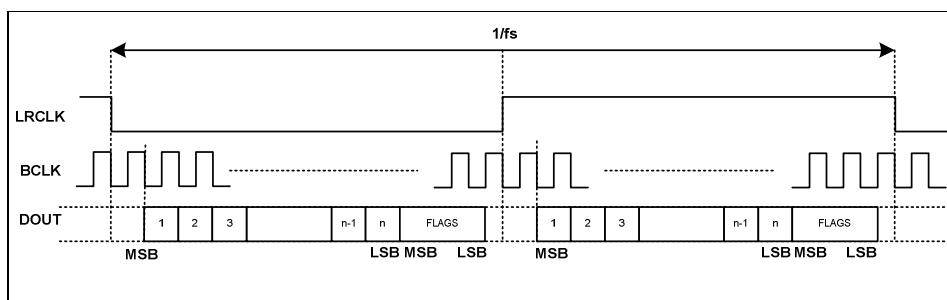 1/fs
LRCLK
BCLK
DOUT 1 2 3 n-1 n FLAGS 1 2 3 n-1 n FLAGS
MSB LSB MSB LSB MSB LSB MSB LSB